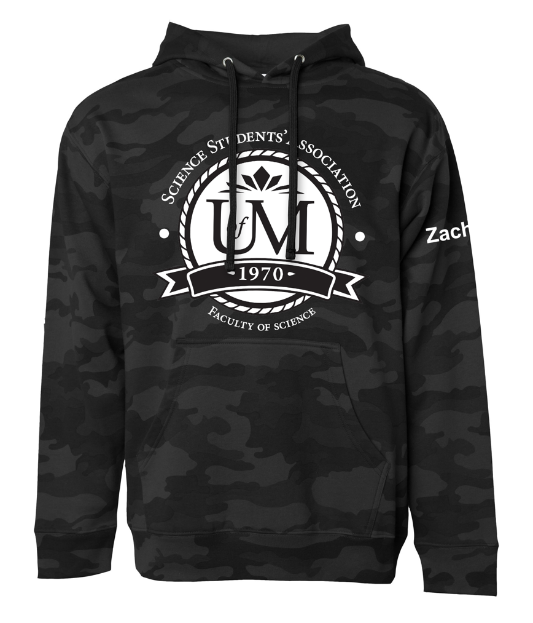 SCIENCE STUDENTS' ASSOCIATION
UofM
1970
FACULTY OF SCIENCE
Zach